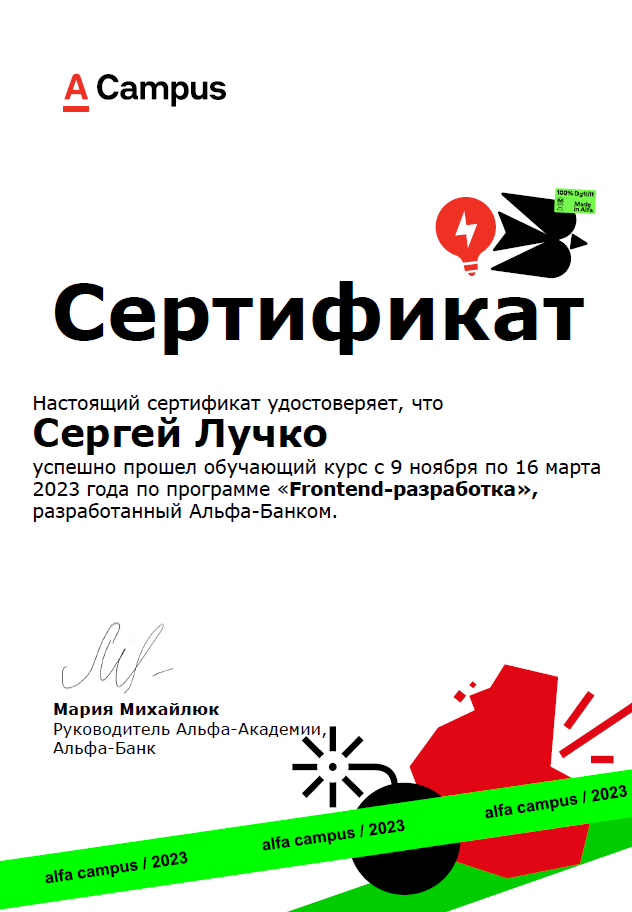 A Campus
100% Digital/it
Made
in Alfa
Сертификат
Настоящий сертификат удостоверяет, что
Сергей Лучко
успешно прошел обучающий курс с 9 ноября по 16 марта
2023 года по программе «Frontend-разработка»,
разработанный Альфа-Банком.
Мария Михайлюк
Руководитель Альфа-Академии,
Альфа-Банк
alfa campus / 2023
alfa campus / 2023
alfa campus / 2023